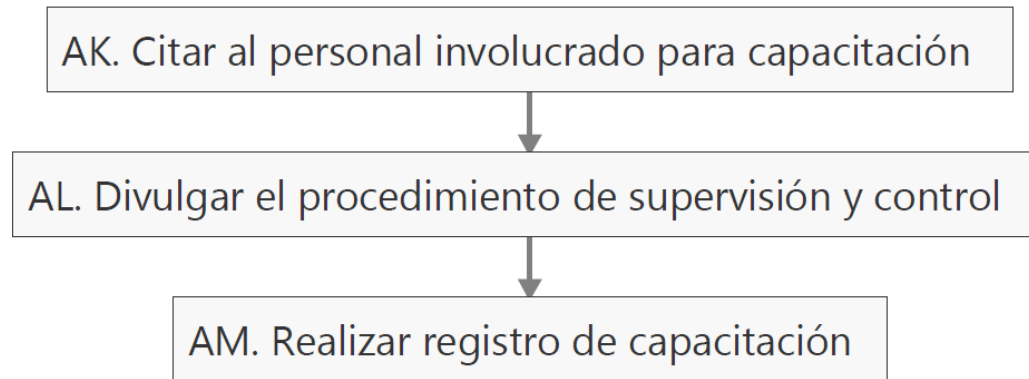 AK. Citar al personal involucrado para capacitación
AL. Divulgar el procedimiento de supervisión y control
AM. Realizar registro de capacitación